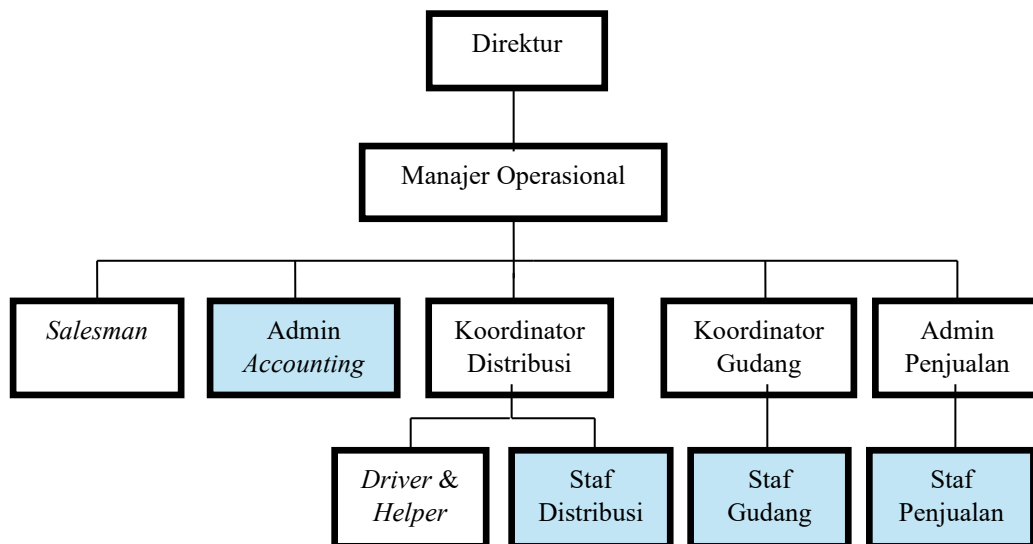 Direktur
Manajer Operasional
Salesman
Admin
Accounting
Koordinator
Distribusi
Koordinator
Gudang
Admin
Penjualan
Driver &
Helper
Staf
Distribusi
Staf
Gudang
Staf
Penjualan